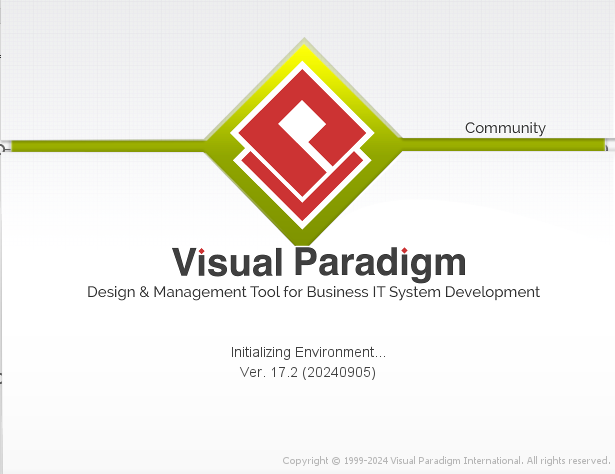 Community
Visual Paradigm
Design & Management Tool for Business IT System Development
Initializing Environment...
Ver. 17.2 (20240905)
Copyright © 1999-2024 Visual Paradigm International. All rights reserved.